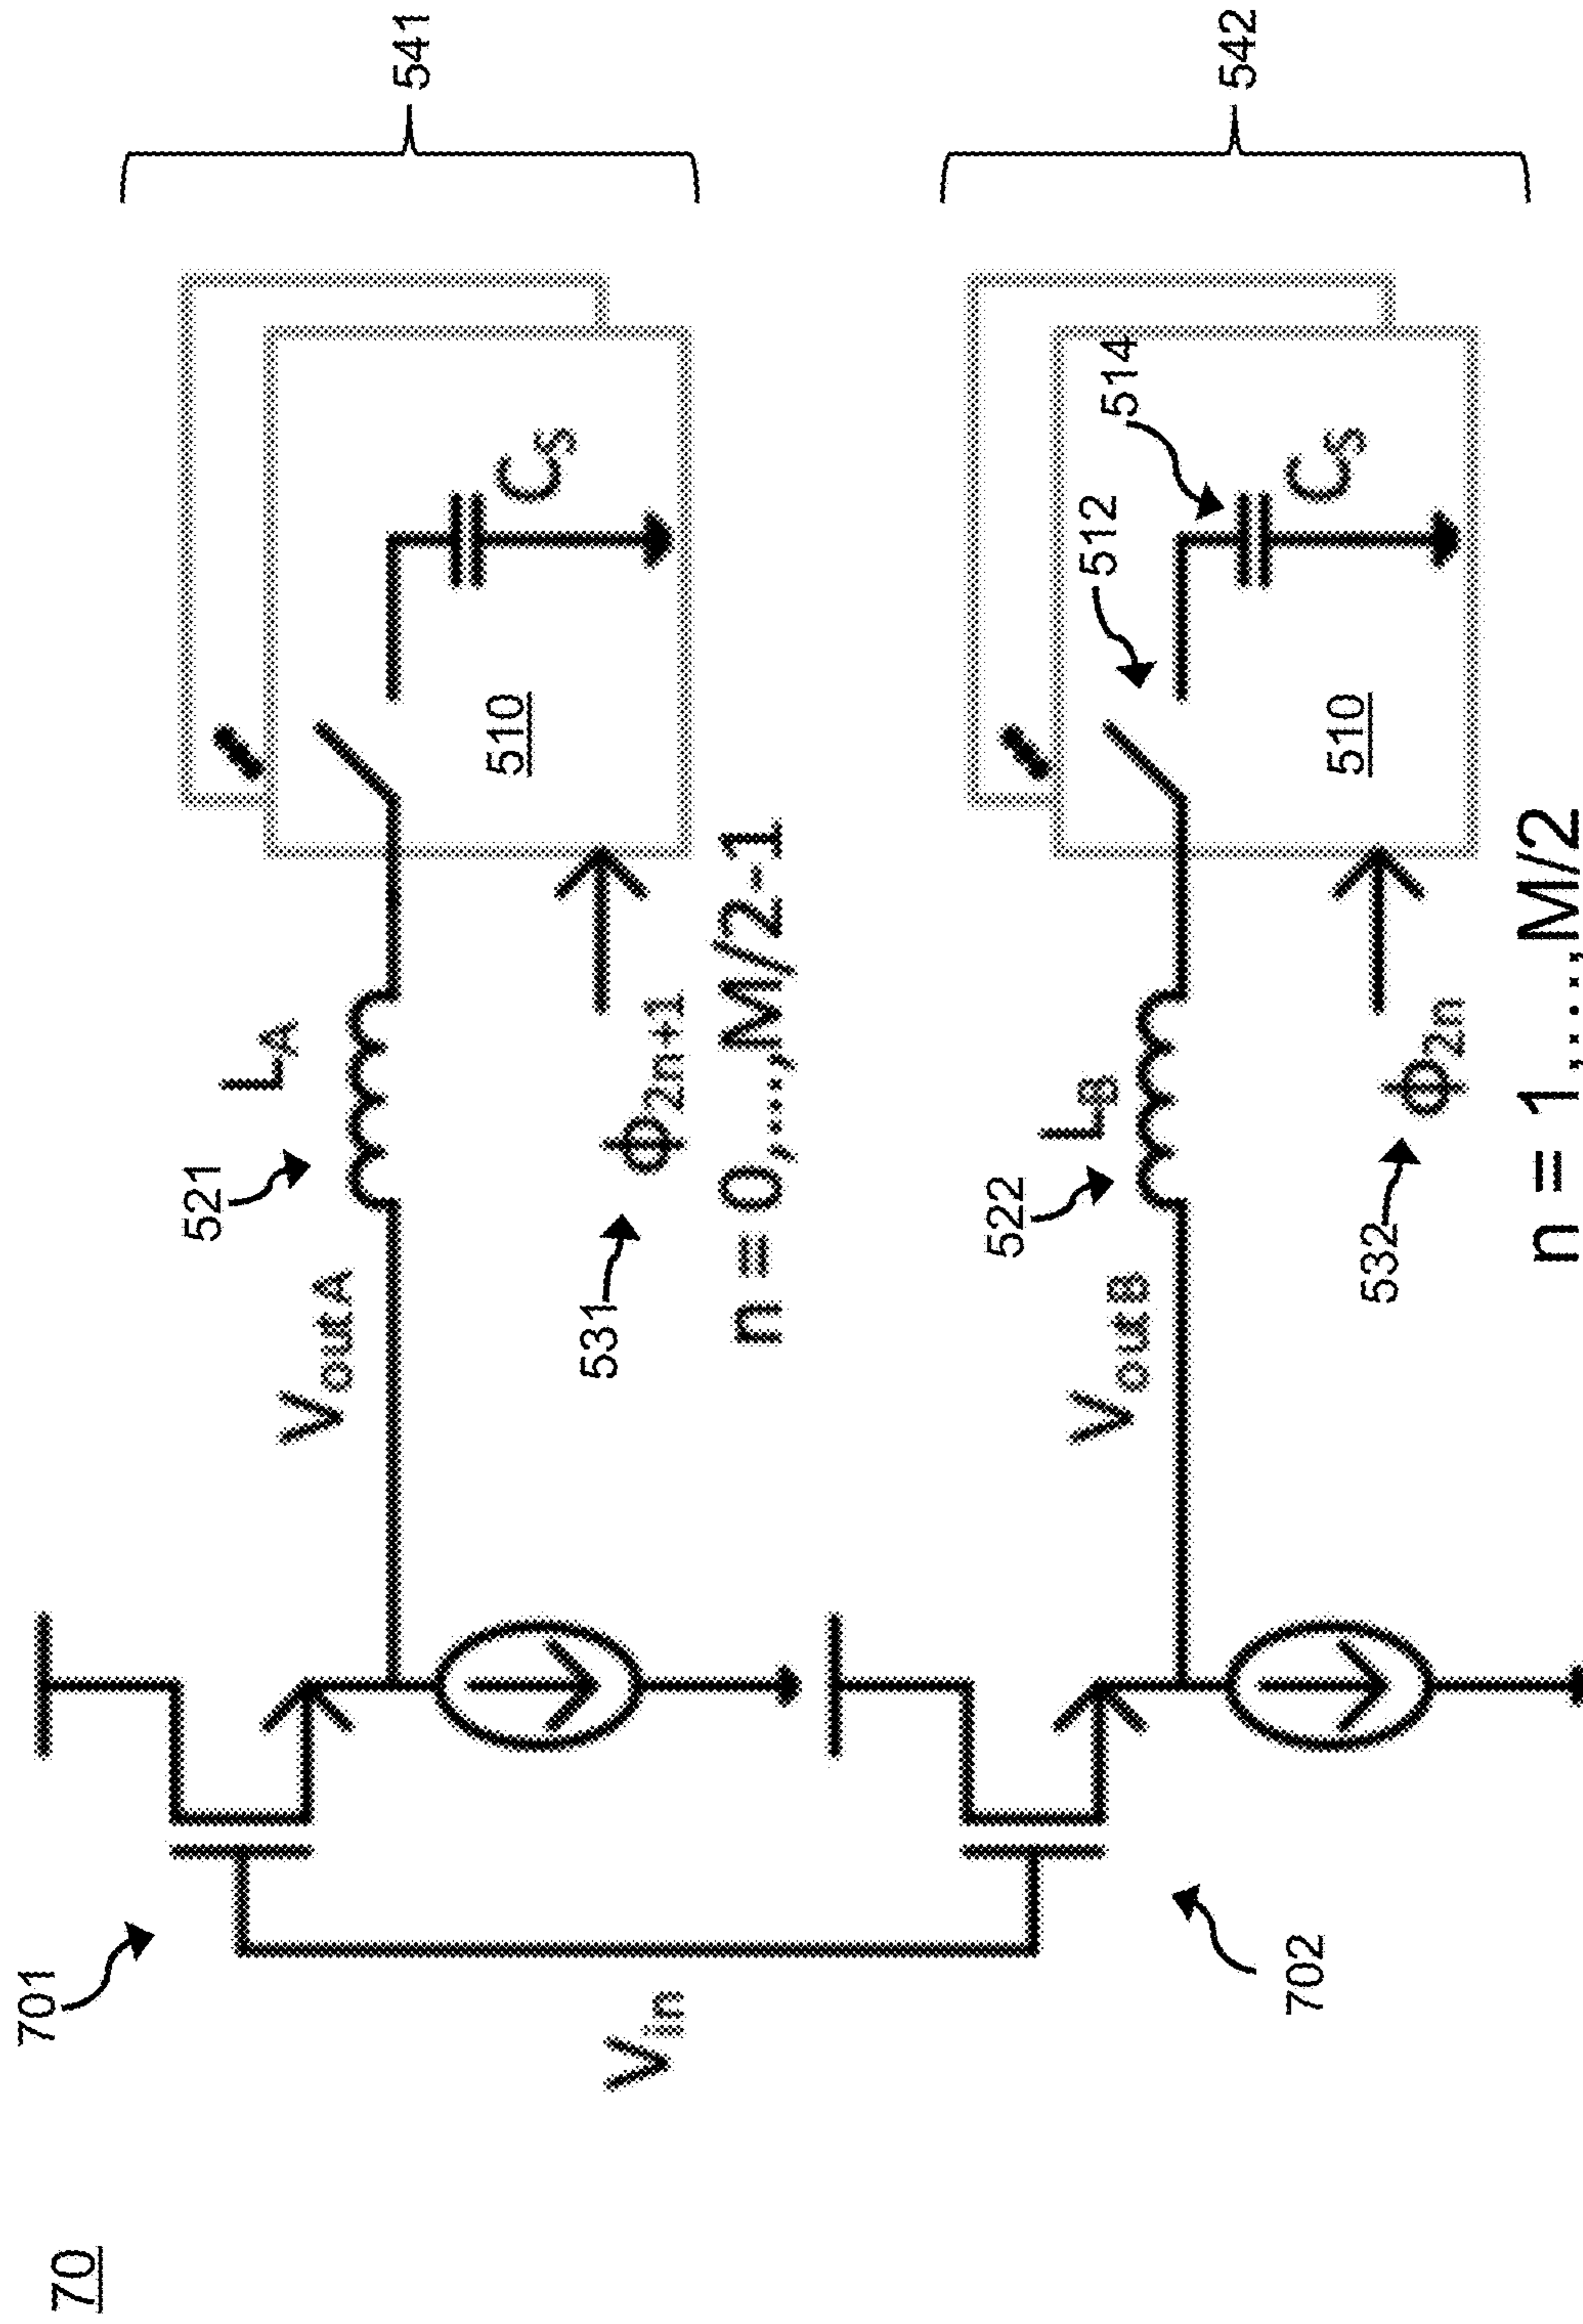 70
701
521
L_A
V_out A
541
C_S
510
V_in
531
ϕ_2n+1
n = 0,...,M/2-1
522
L_B
V_out B
512
514
542
702
C_S
510
532
ϕ_2n
n = 1,...,M/2